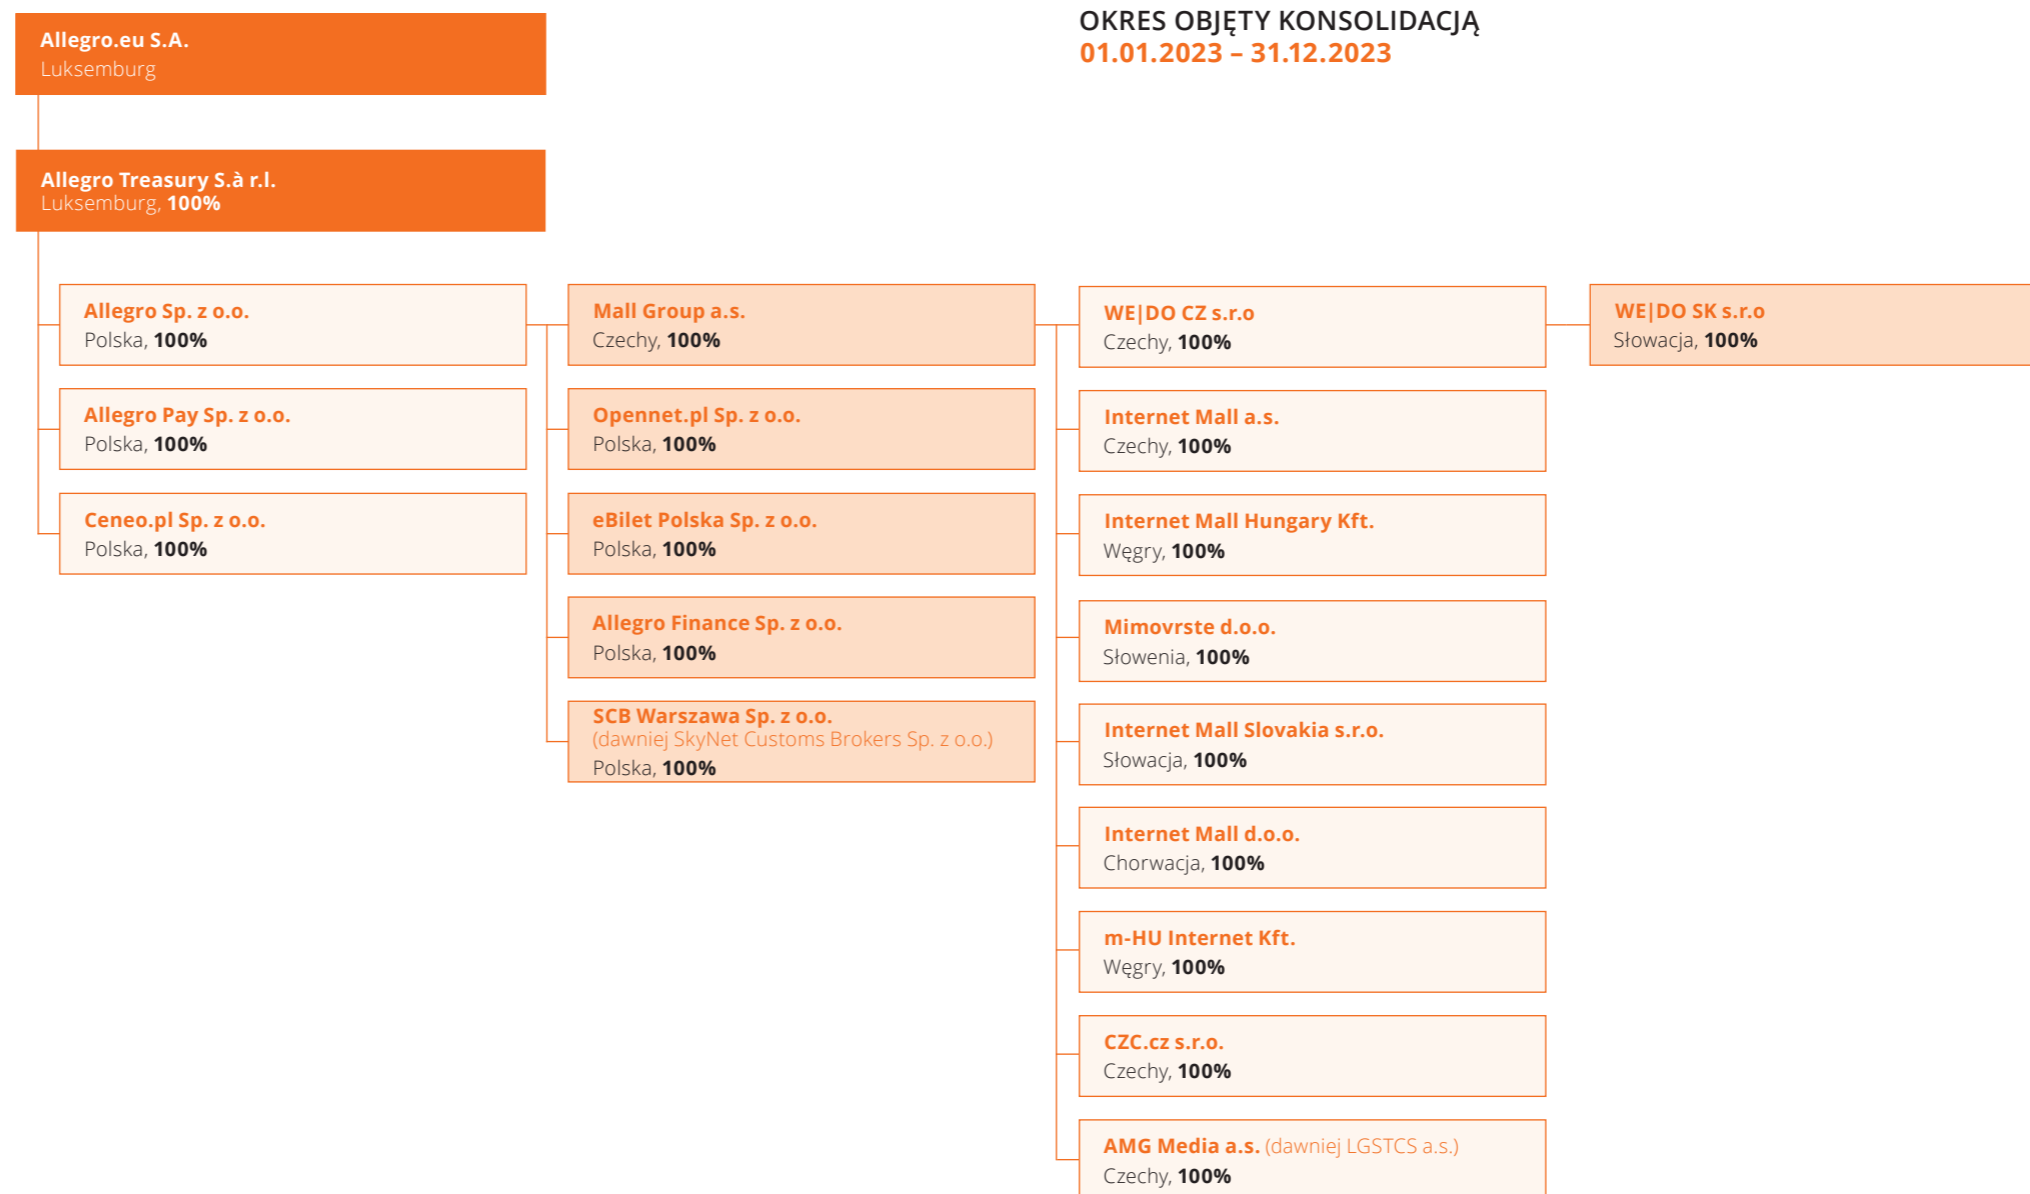 OKRES OBJĘTY KONSOLIDACJĄ
01.01.2023 – 31.12.2023
Allegro.eu S.A.
Luksemburg
Allegro Treasury S.à r.l.
Luksemburg, 100%
Allegro Sp. z o.o.
Polska, 100%
Allegro Pay Sp. z o.o.
Polska, 100%
Ceneo.pl Sp. z o.o.
Polska, 100%
Mall Group a.s.
Czechy, 100%
Opennet.pl Sp. z o.o.
Polska, 100%
eBilet Polska Sp. z o.o.
Polska, 100%
Allegro Finance Sp. z o.o.
Polska, 100%
SCB Warszawa Sp. z o.o.
(dawniej SkyNet Customs Brokers Sp. z o.o.)
Polska, 100%
WE|DO CZ s.r.o
Czechy, 100%
Internet Mall a.s.
Czechy, 100%
Internet Mall Hungary Kft.
Węgry, 100%
Mimovrste d.o.o.
Słowenia, 100%
Internet Mall Slovakia s.r.o.
Słowacja, 100%
Internet Mall d.o.o.
Chorwacja, 100%
m-HU Internet Kft.
Węgry, 100%
CZC.cz s.r.o.
Czechy, 100%
AMG Media a.s. (dawniej LGSTCS a.s.)
Czechy, 100%
WE|DO SK s.r.o
Słowacja, 100%